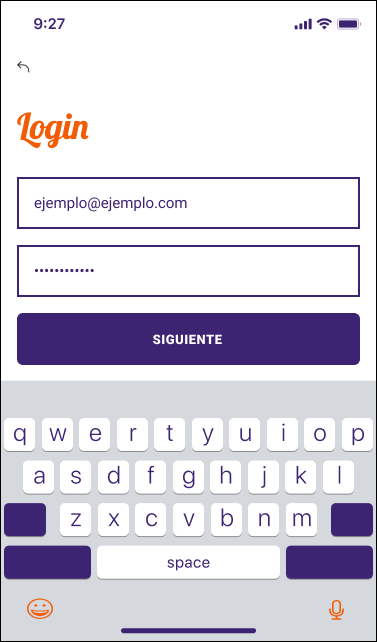 9:27
Login
ejemplo@ejemplo.com
••••••••••••
SIGUIENTE
q w e r t y u i o p
a s d f g h j k l
z x c v b n m
space